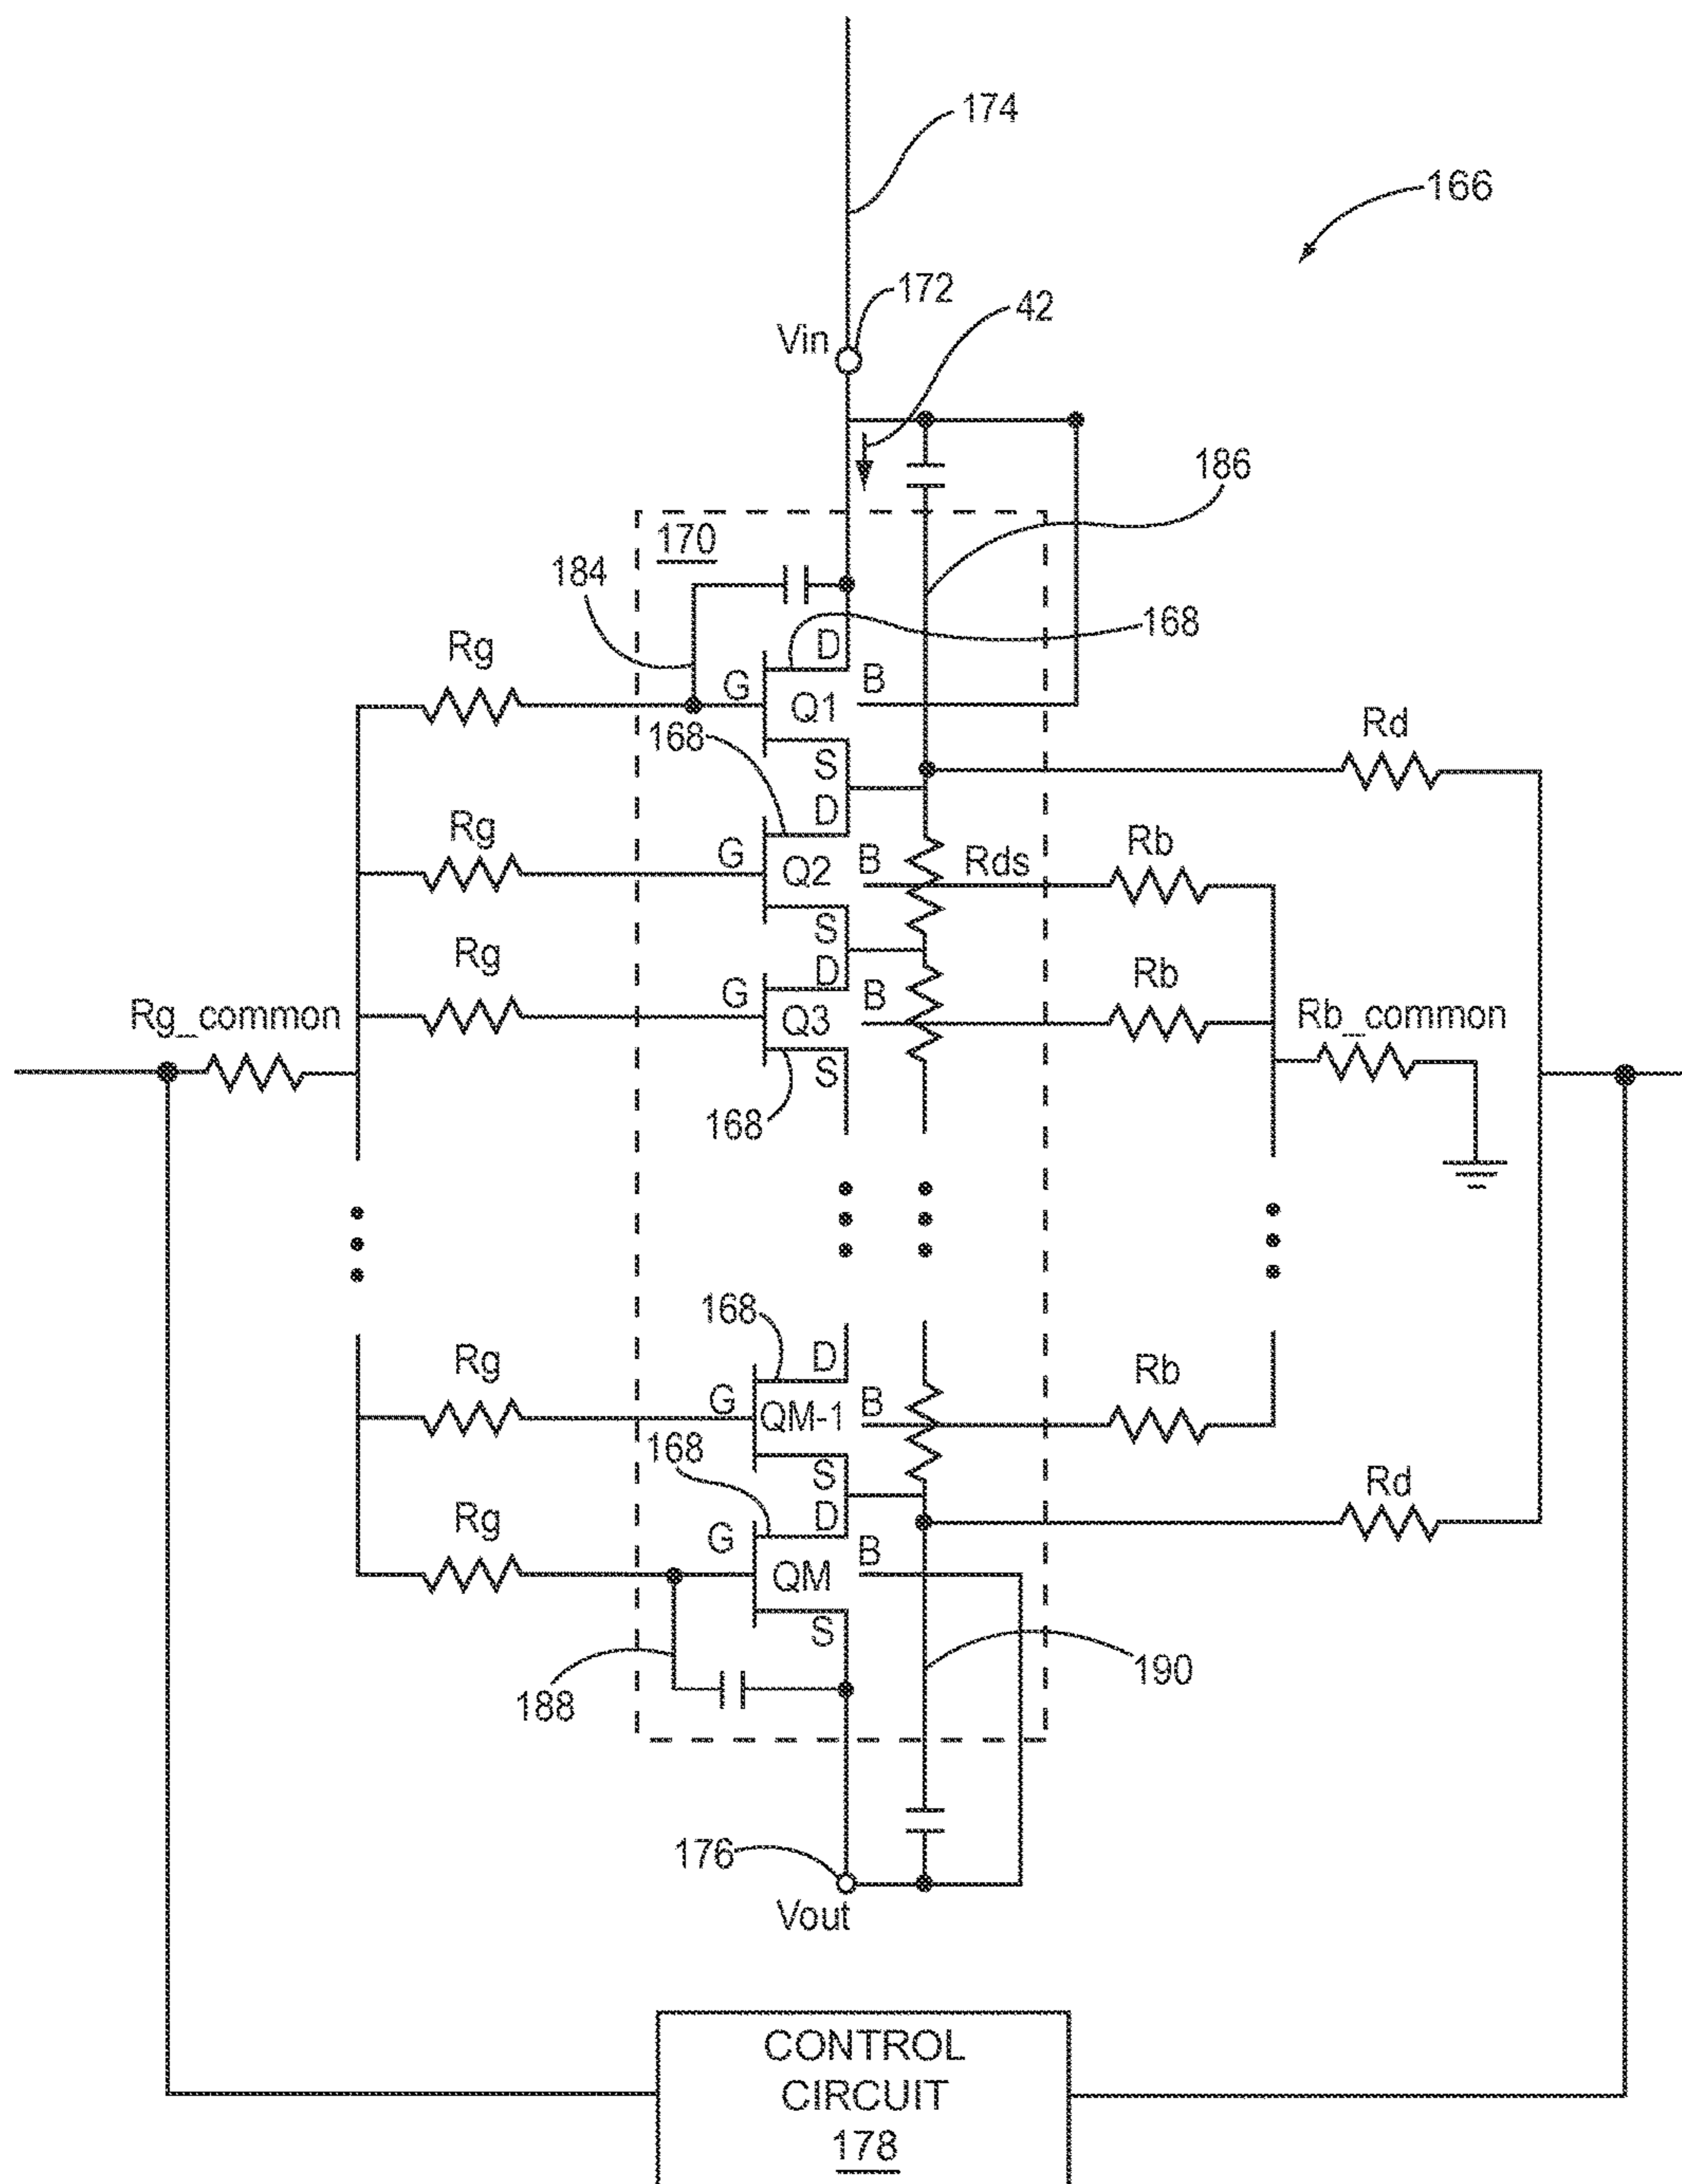 174
166
172
42
Vin
186
170
184
168
Rg
D
G
B
Q1
Rd
168
S
D
Rg
G
Q2
B
Rds
Rb
S
Rg
D
Rb
Rg_common
G
Q3
B
Rb_common
S
168
168
D
Rg
G
QM-1
B
Rb
168
S
Rd
Rg
G
D
QM
B
S
188
190
176
Vout
CONTROL
CIRCUIT
178